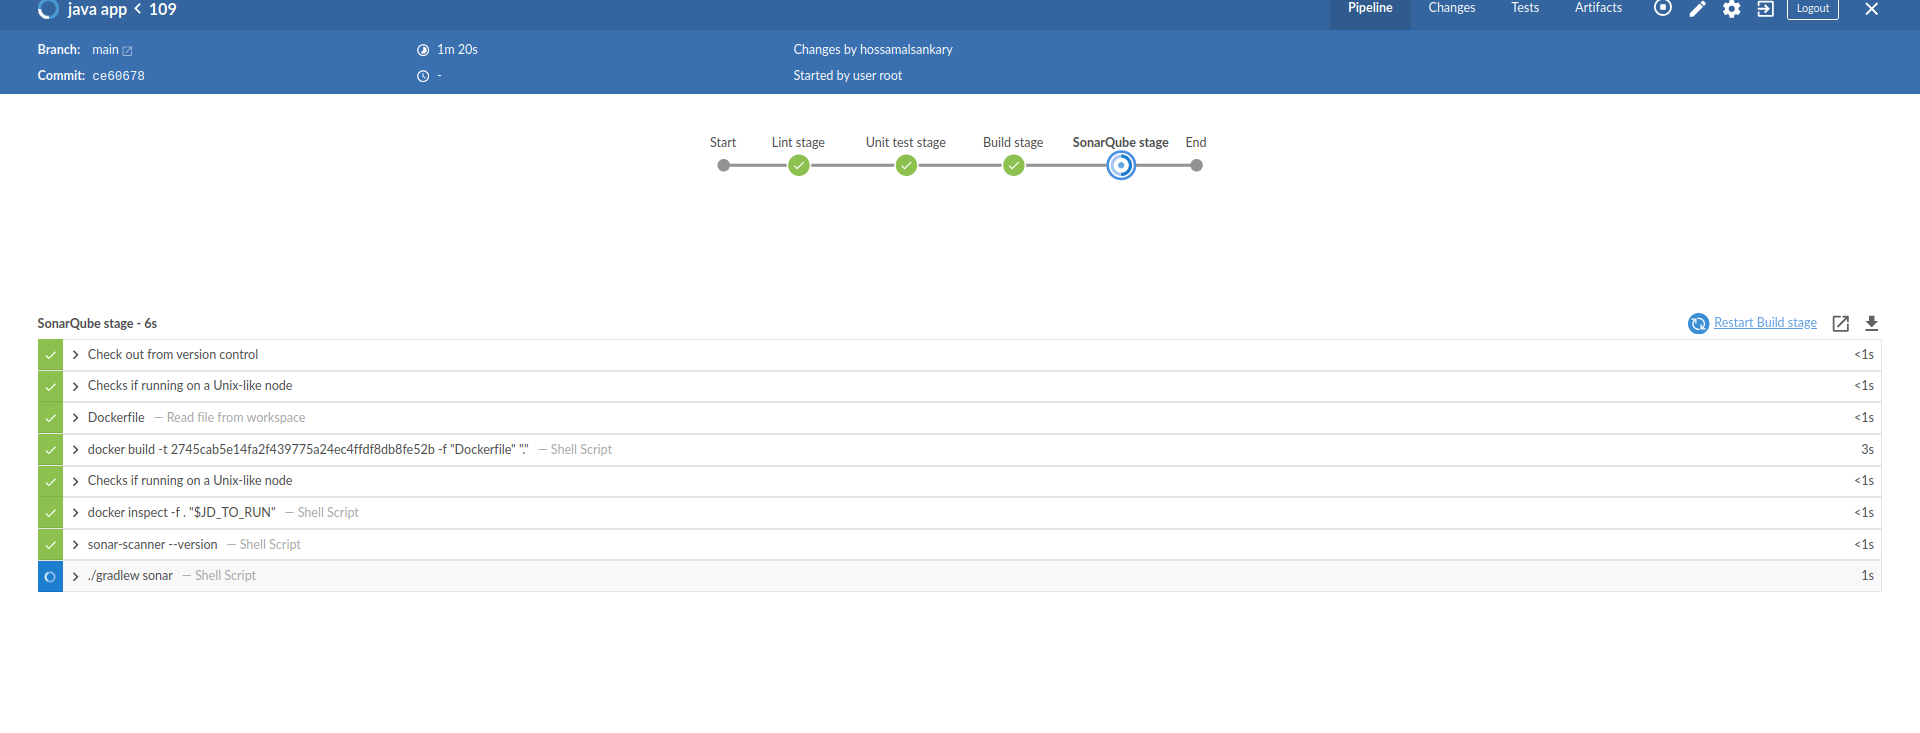 java app < 109
Pipeline Changes Tests Artifacts Logout
Branch: main 1m 20s Changes by hossamalsankary
Commit: ce60678 - Started by user root
Start Lint stage Unit test stage Build stage SonarQube stage End
SonarQube stage - 6s Restart Build stage
Check out from version control <1s
Checks if running on a Unix-like node <1s
Dockerfile — Read file from workspace <1s
docker build -t 2745cab5e14fa2f439775a24ec4ffdf8db8fe52b -f "Dockerfile" "." — Shell Script 3s
Checks if running on a Unix-like node <1s
docker inspect -f . "$JD_TO_RUN" — Shell Script <1s
sonar-scanner --version — Shell Script <1s
./gradlew sonar — Shell Script 1s